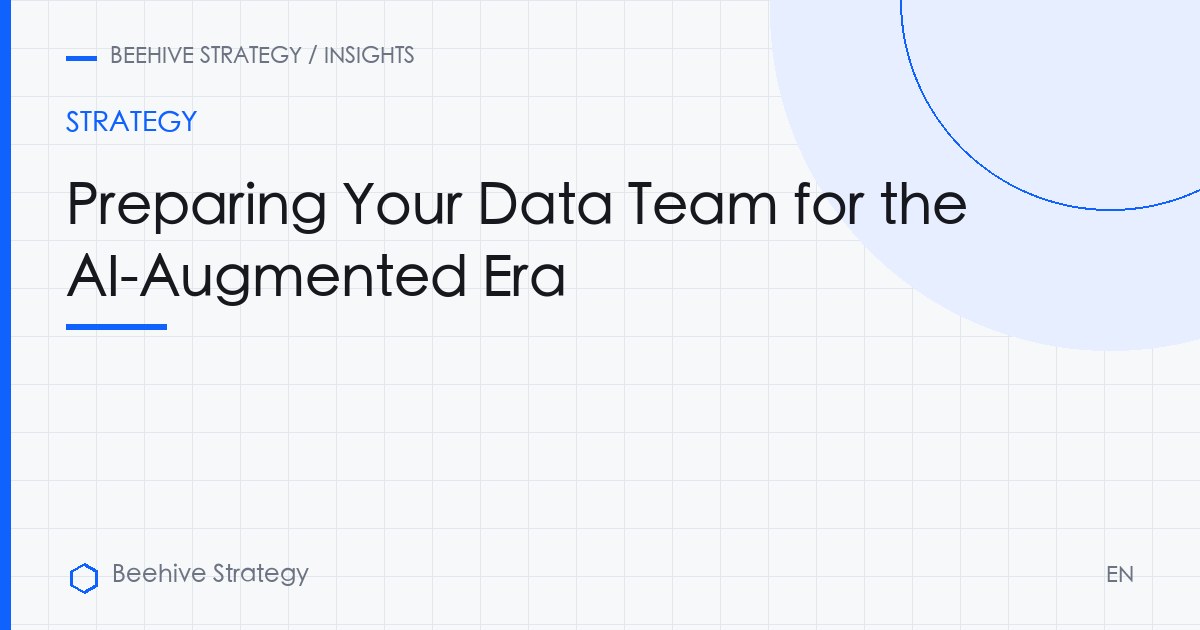 BEEHIVE STRATEGY / INSIGHTS
STRATEGY
Preparing Your Data Team for the
AI-Augmented Era
Beehive Strategy
EN